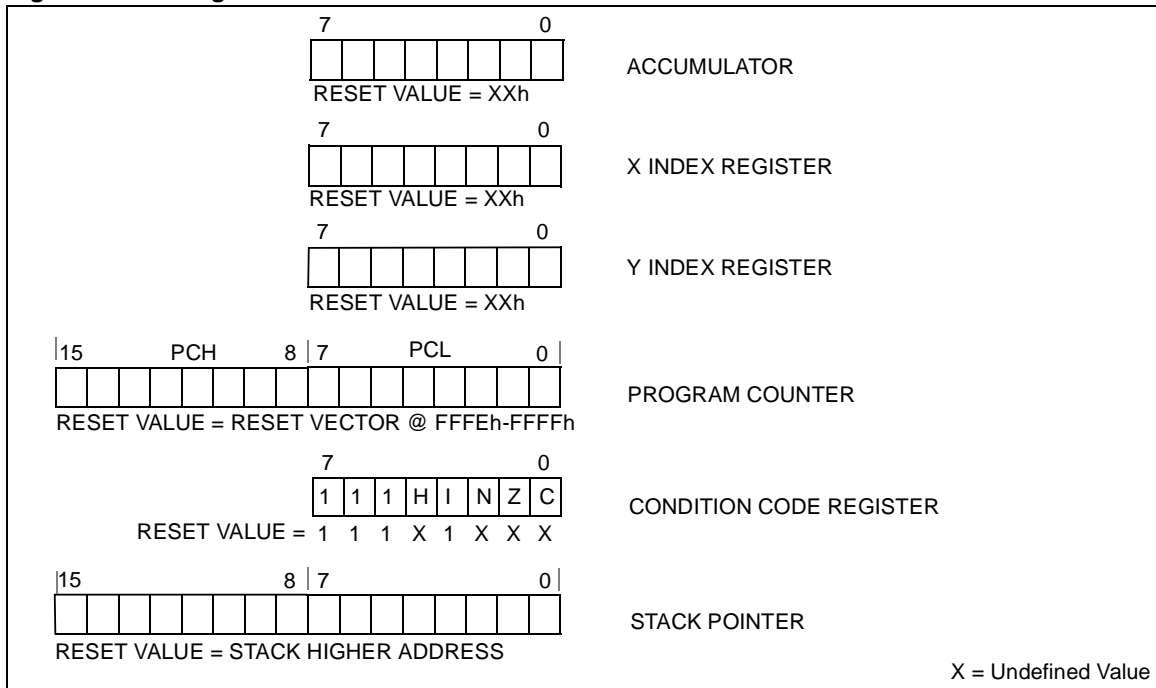 7 0
ACCUMULATOR
RESET VALUE = XXh
7 0
X INDEX REGISTER
RESET VALUE = XXh
7 0
Y INDEX REGISTER
RESET VALUE = XXh
15 PCH 8 7 PCL 0
PROGRAM COUNTER
RESET VALUE = RESET VECTOR @ FFFEh-FFFFh
7 0
1 1 1 H I N Z C
CONDITION CODE REGISTER
RESET VALUE = 1 1 1 X 1 X X X
15 8 7 0
STACK POINTER
RESET VALUE = STACK HIGHER ADDRESS
X = Undefined Value